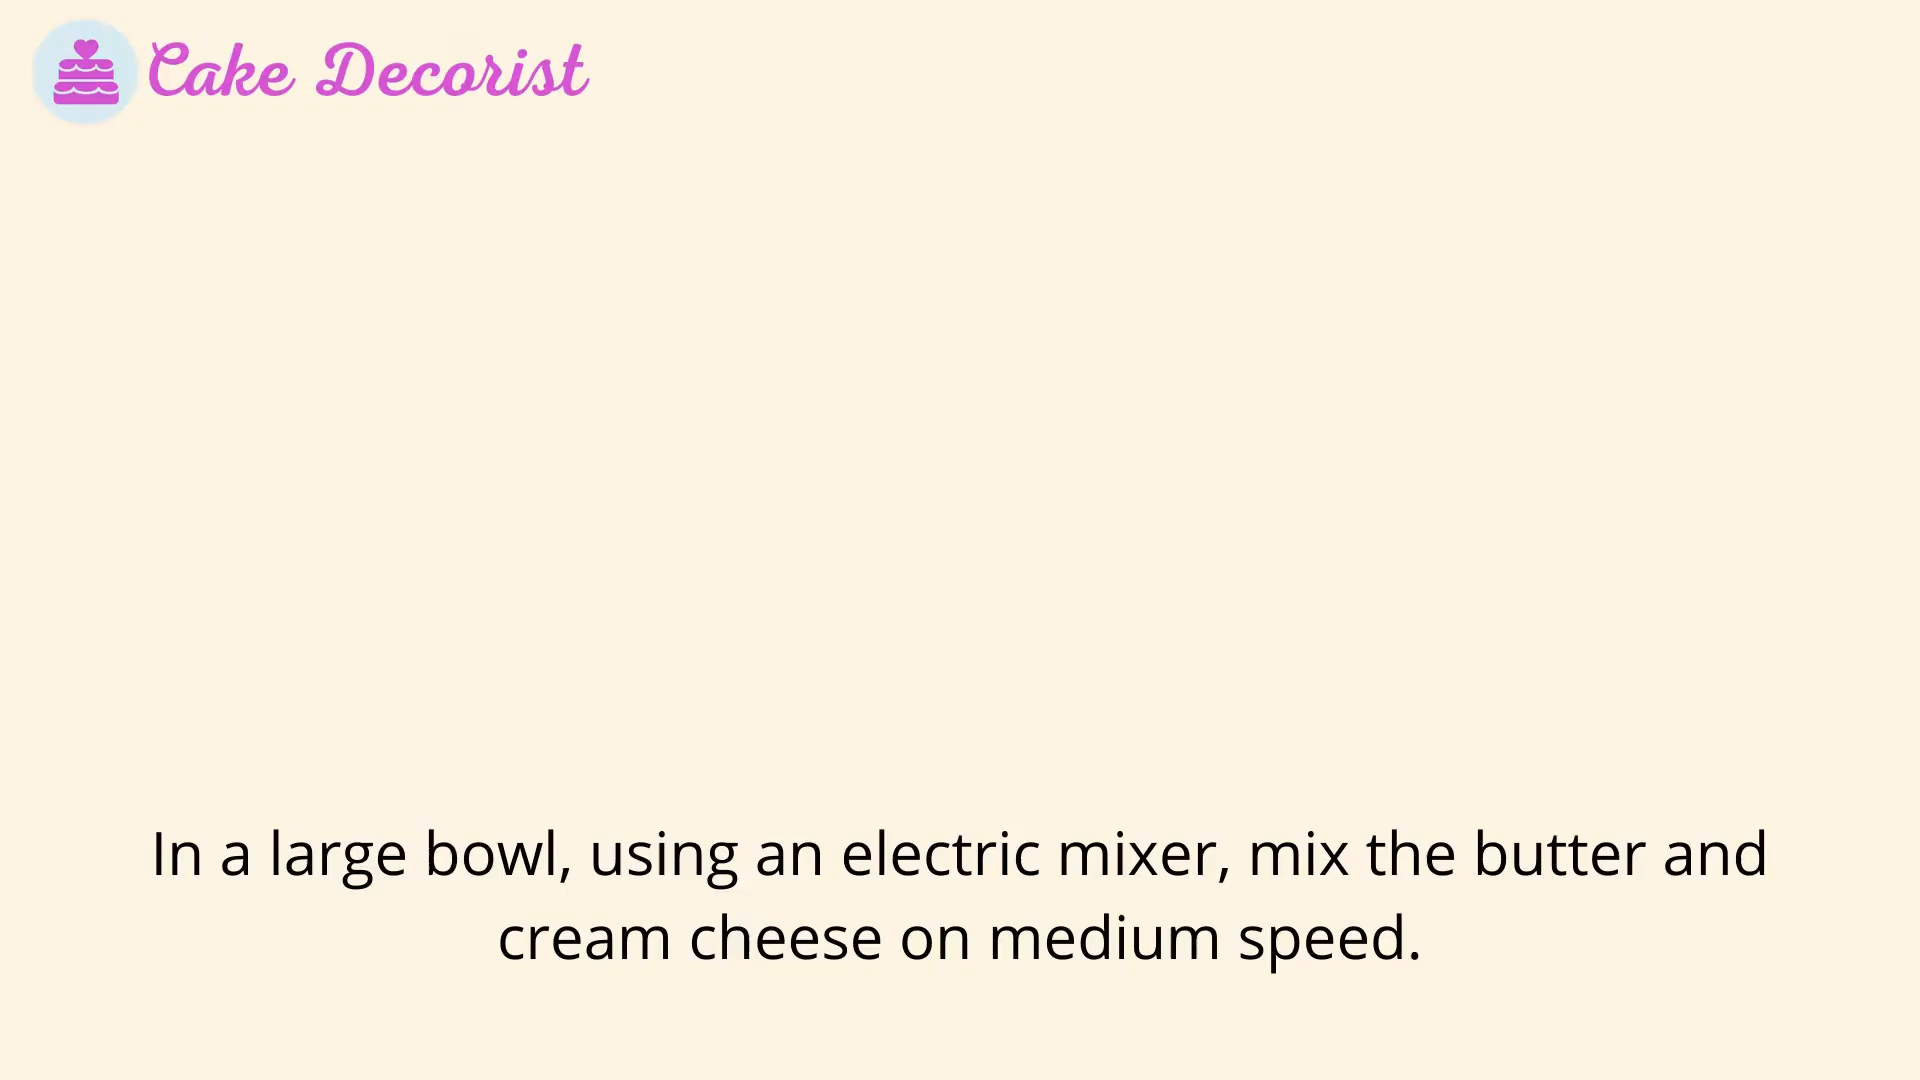 Cake Decorist
In a large bowl, using an electric mixer, mix the butter and
cream cheese on medium speed.